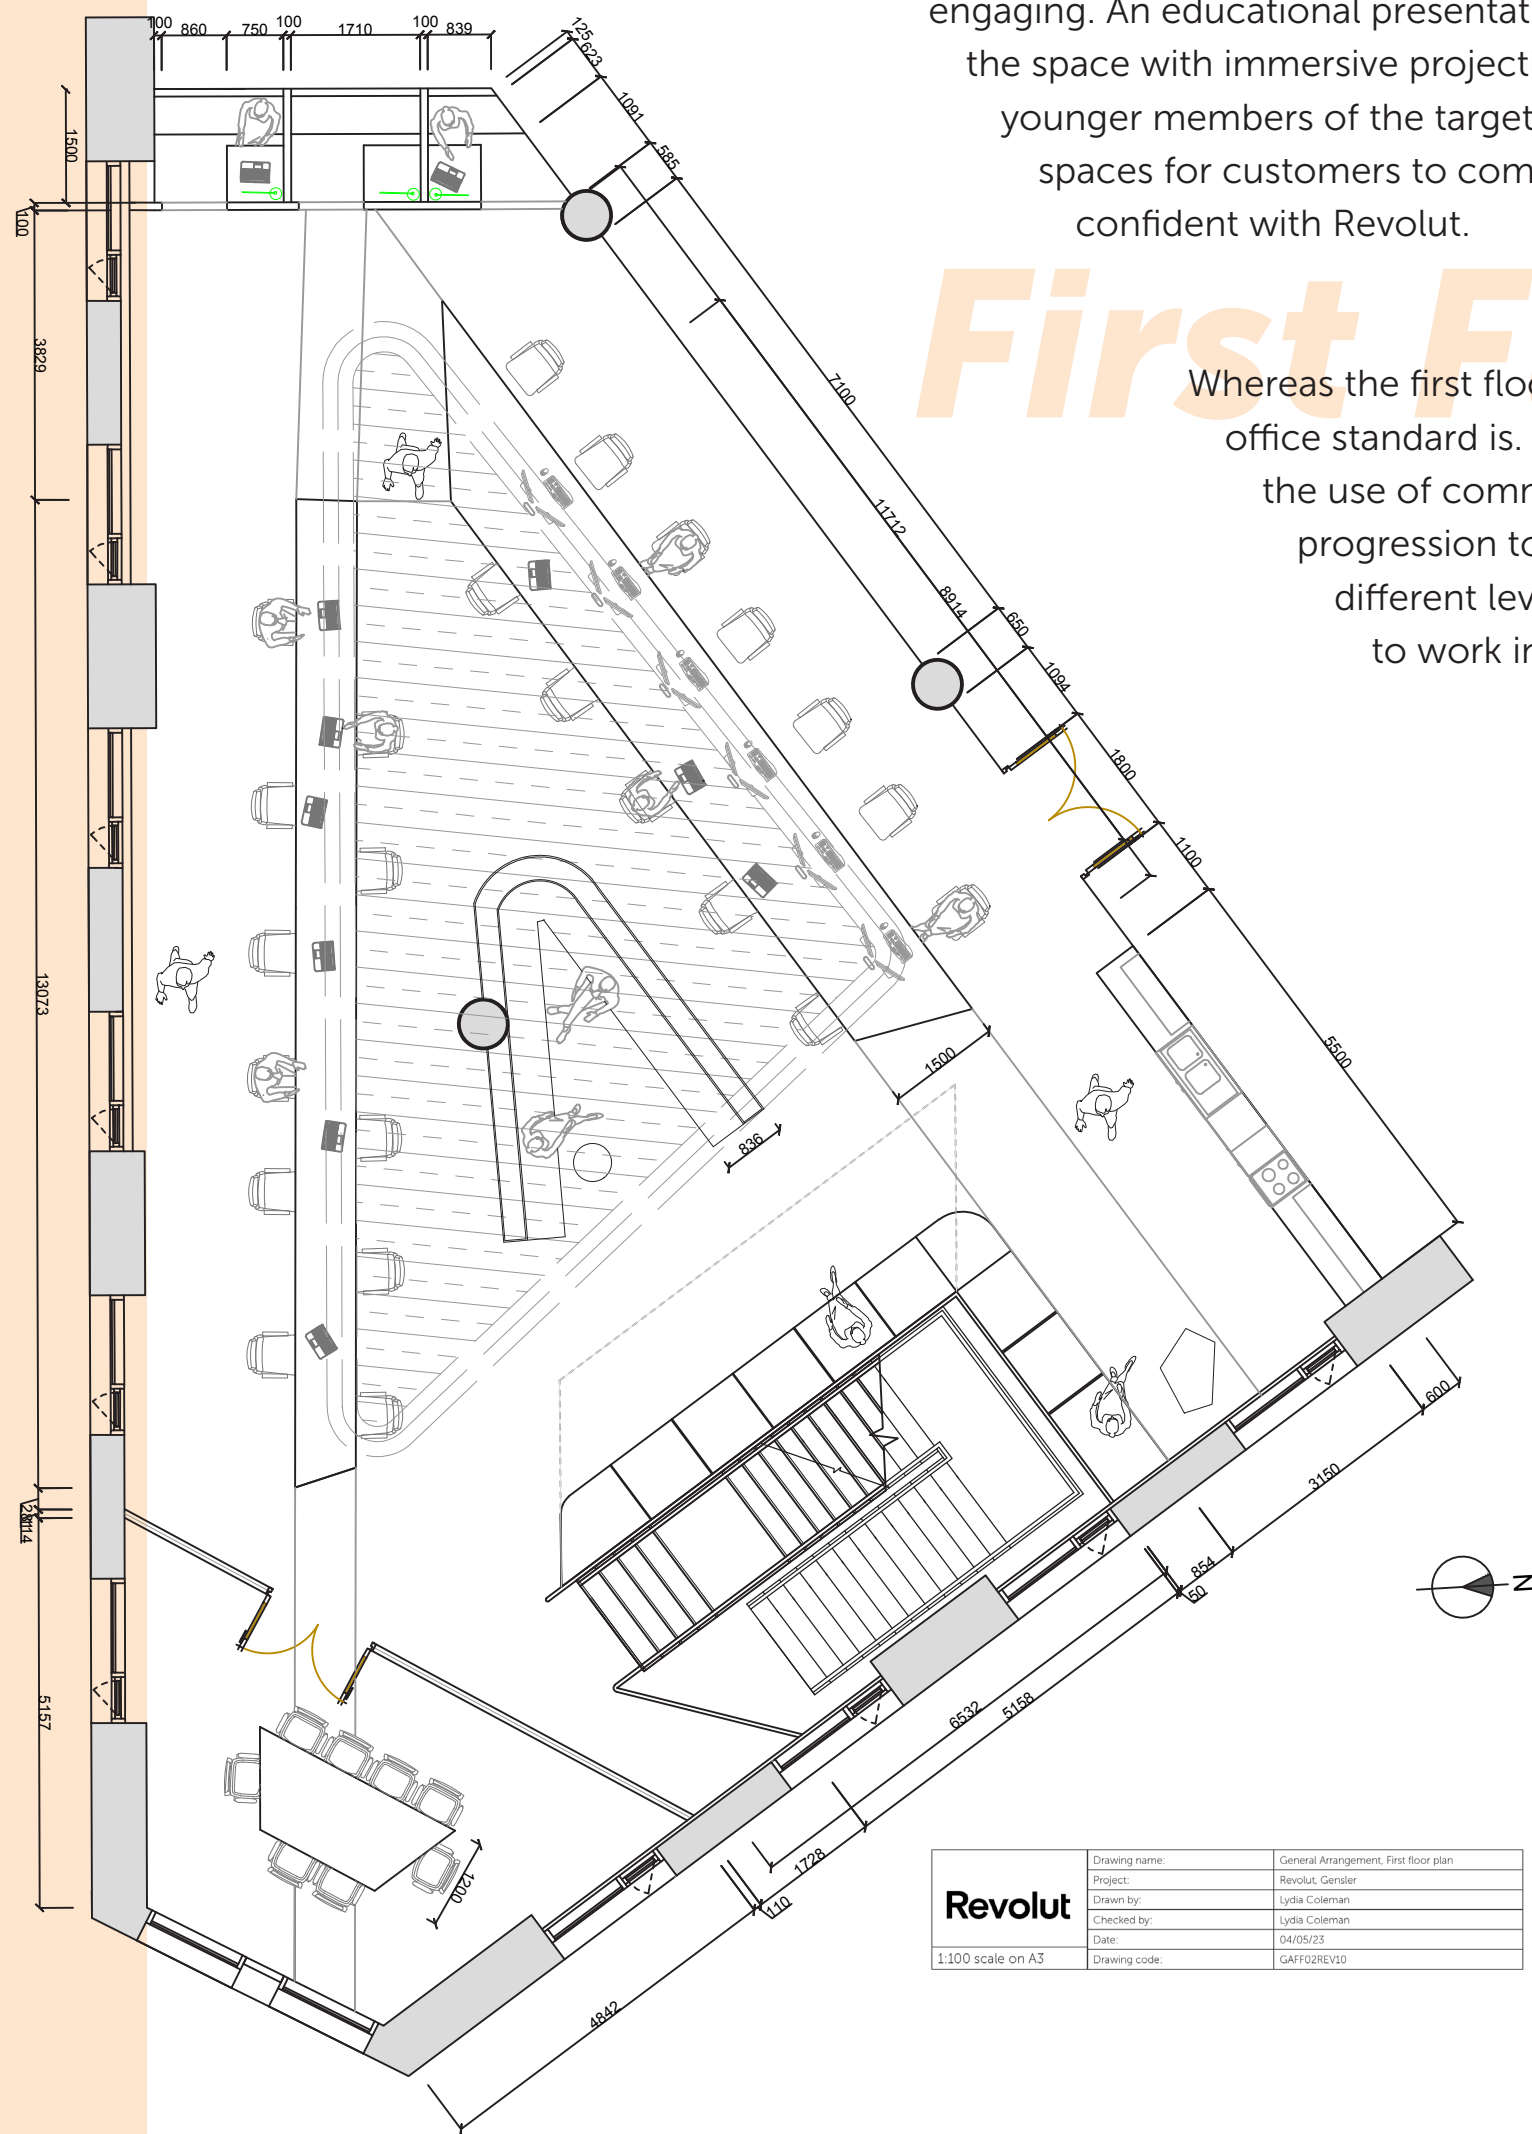 engaging. An educational presentat
the space with immersive project
younger members of the target
spaces for customers to com
confident with Revolut.
First F
Whereas the first floo
office standard is.
the use of comm
progression to
different lev
to work in
100
860
750
100
1710
100
839
125
623
1091
585
1500
100
3829
7100
11712
8914
650
1094
1800
1100
13073
5500
1500
836
600
3150
854
50
5157
6532
5158
1728
110
1200
4842
N
Revolut
1:100 scale on A3
Drawing name: General Arrangement, First floor plan
Project: Revolut, Gensler
Drawn by: Lydia Coleman
Checked by: Lydia Coleman
Date: 04/05/23
Drawing code: GAFF02REV10